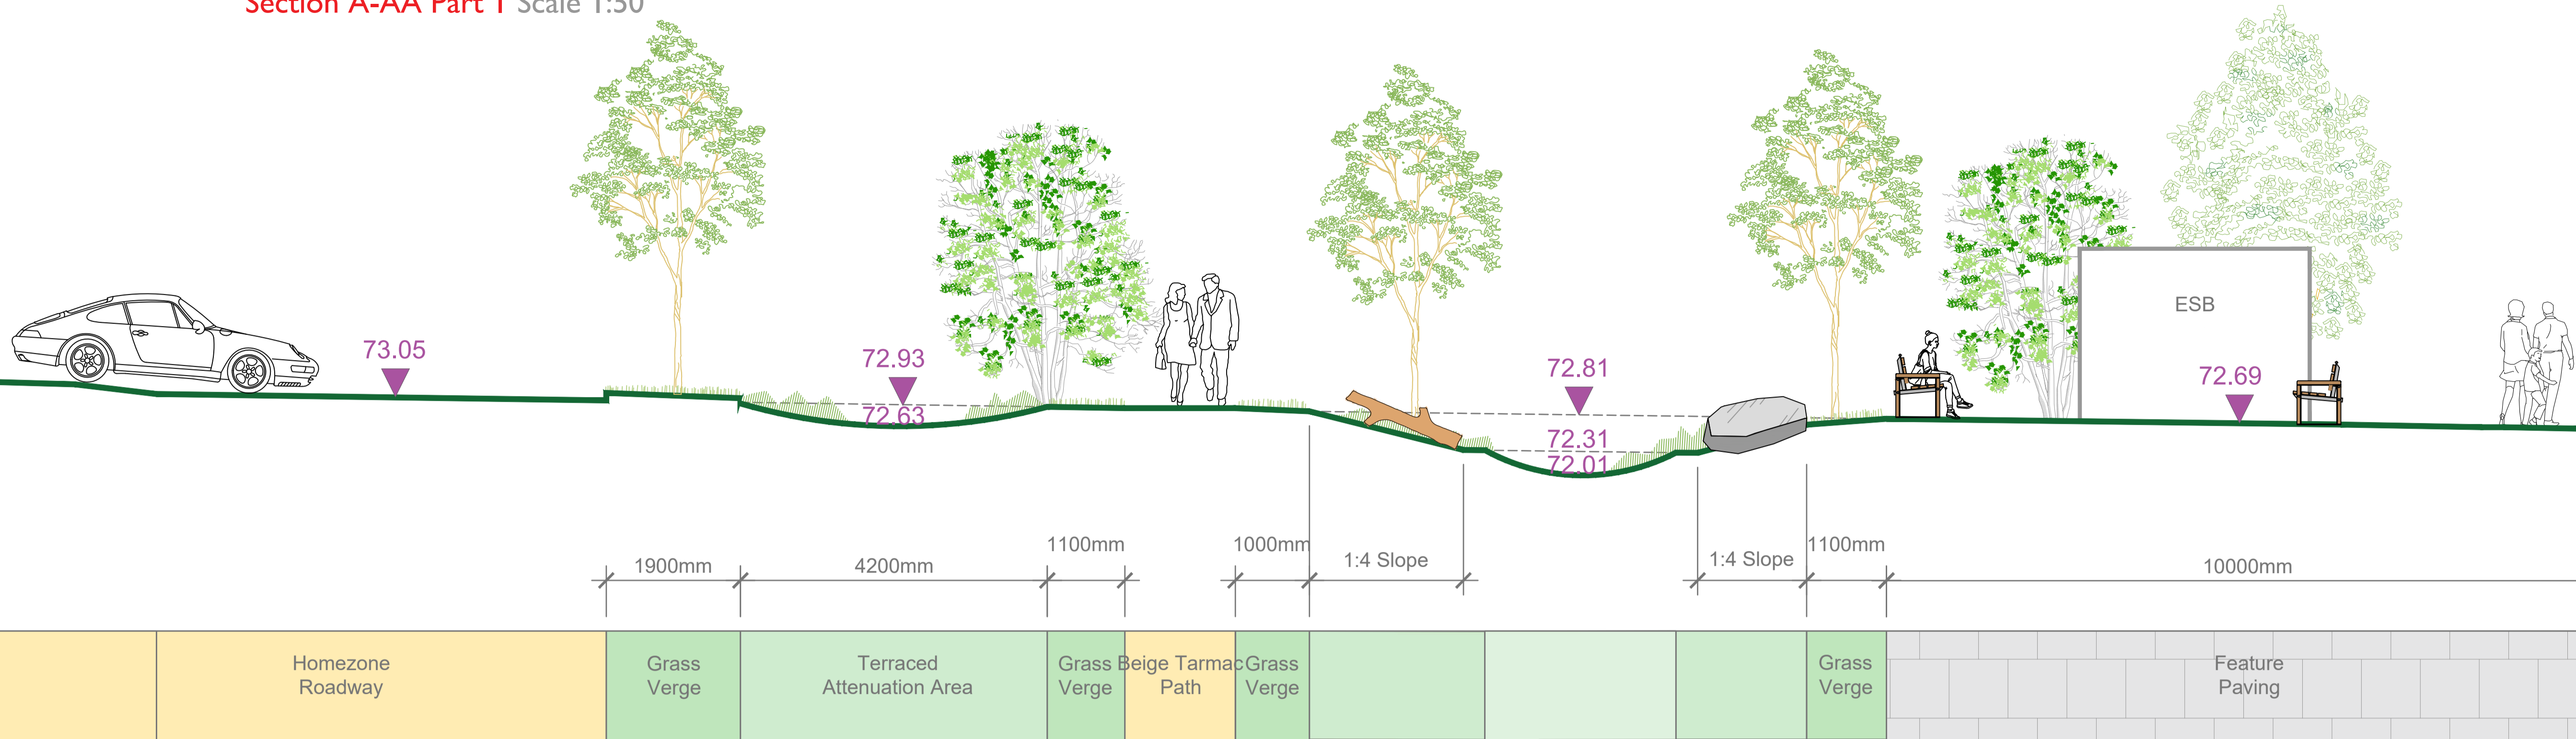 Section A-AA Part 1 Scale 1:50
ESB
73.05
72.93
72.63
72.81
72.31
72.01
72.69
1900mm
4200mm
1100mm
1000mm
1:4 Slope
1:4 Slope
1100mm
10000mm
Homezone
Roadway
Grass
Verge
Terraced
Attenuation Area
Grass
Verge
Beige Tarmac
Path
Grass
Verge
Grass
Verge
Feature
Paving